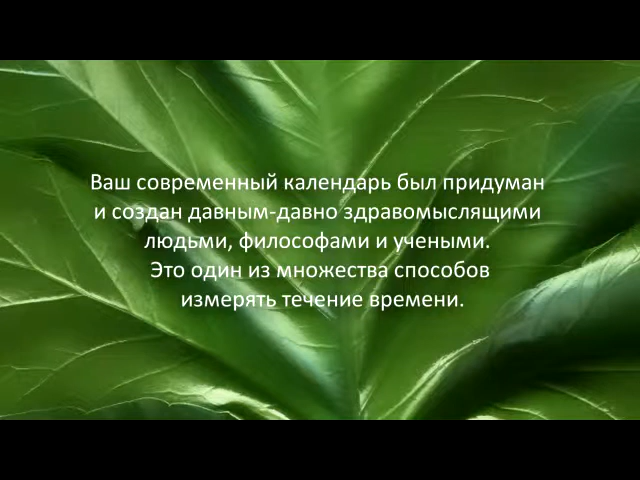 Ваш современный календарь был придуман
и создан давным-давно здравомыслящими
людьми, философами и учеными.
Это один из множества способов
измерять течение времени.